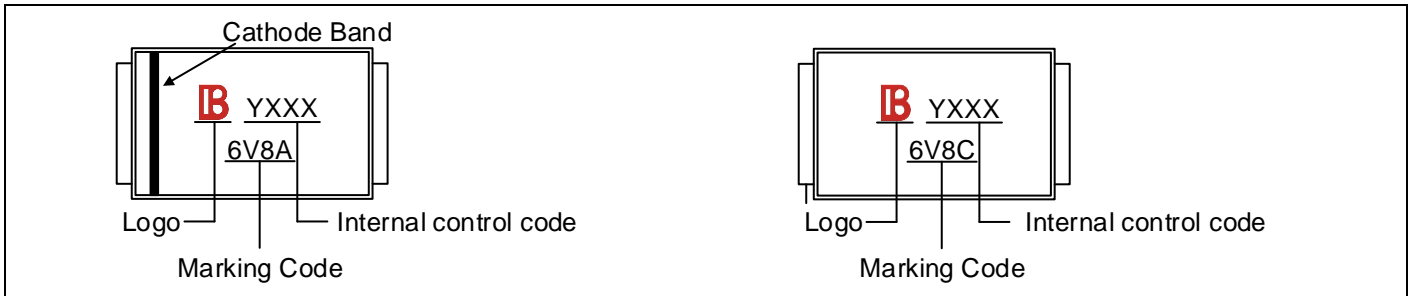 Cathode Band
B YXXX
6V8A
Logo
Internal control code
Marking Code
B YXXX
6V8C
Logo
Internal control code
Marking Code